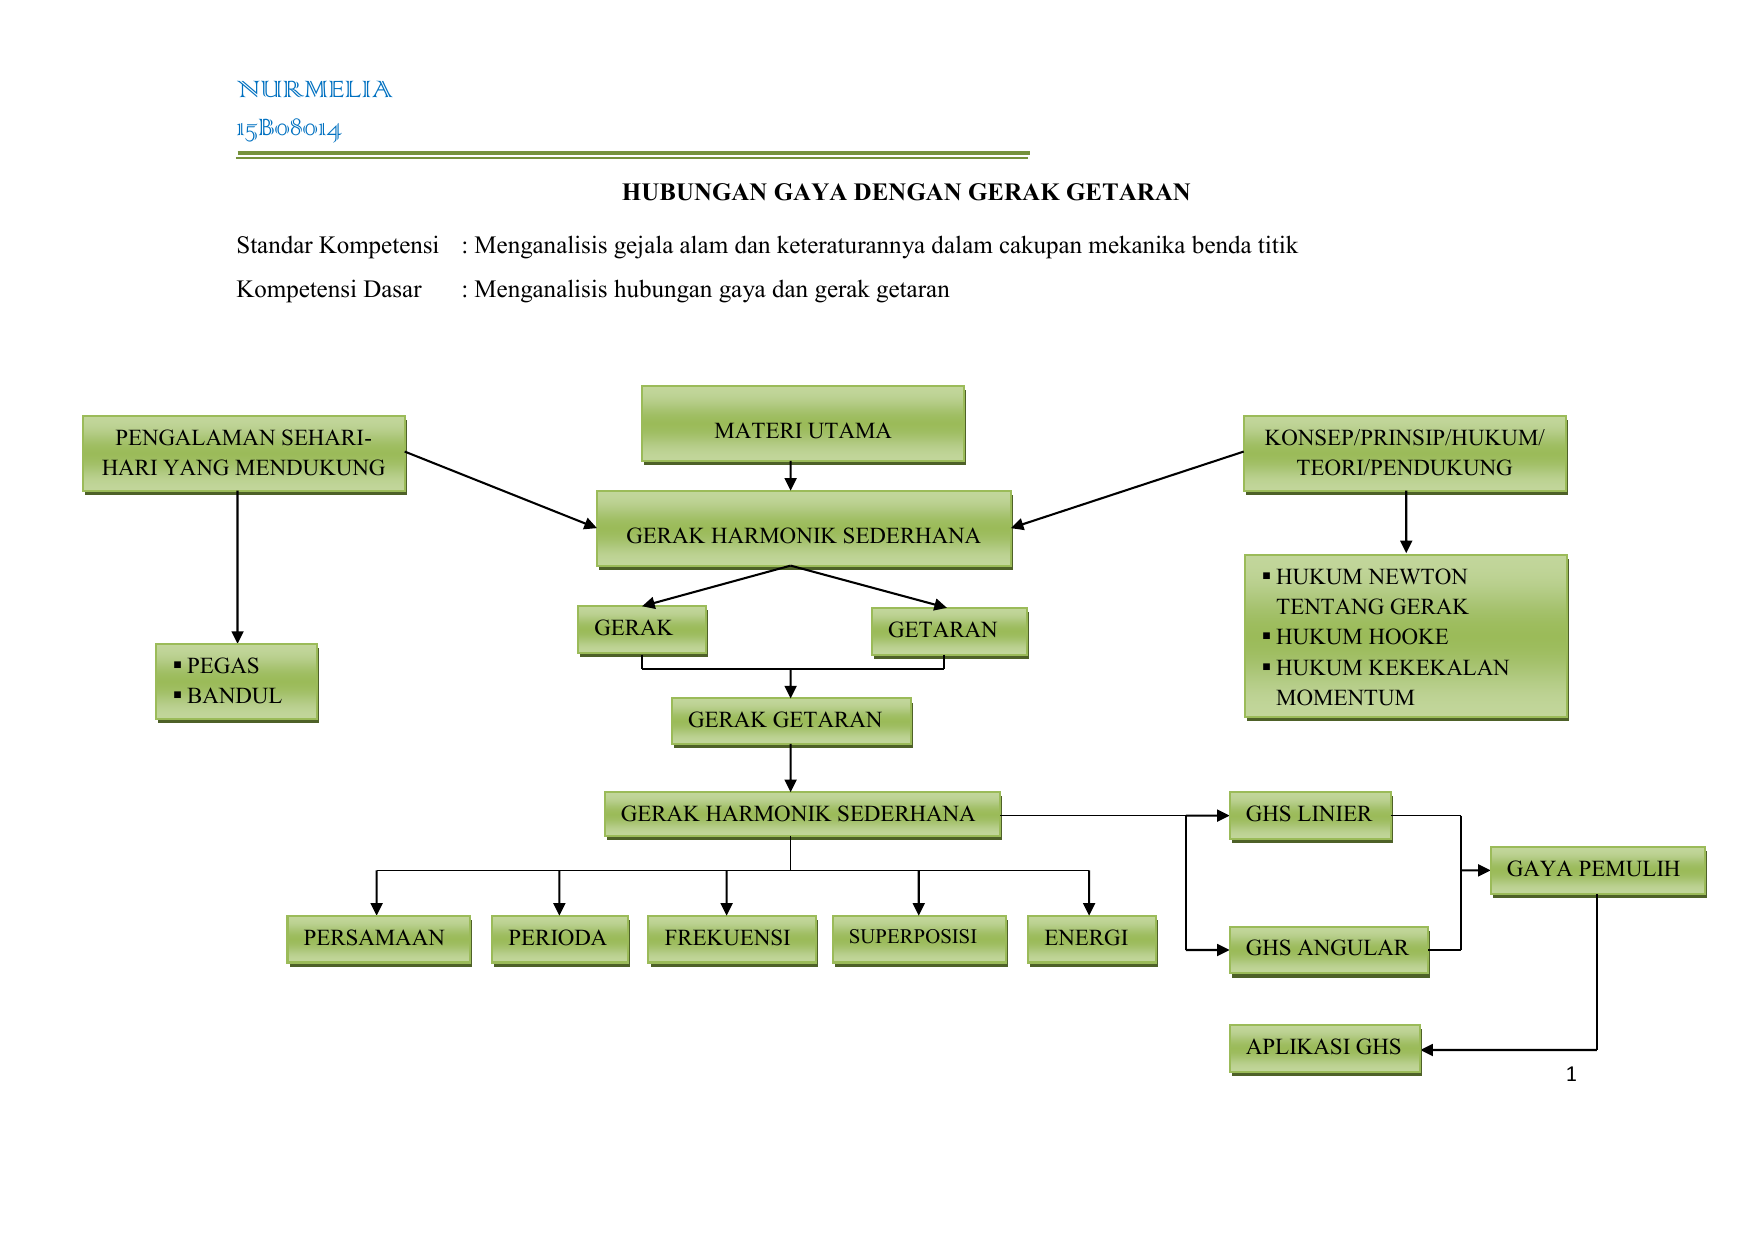 NURMELIA
15B08014
HUBUNGAN GAYA DENGAN GERAK GETARAN
Standar Kompetensi : Menganalisis gejala alam dan keteraturannya dalam cakupan mekanika benda titik
Kompetensi Dasar : Menganalisis hubungan gaya dan gerak getaran
PENGALAMAN SEHARI-
HARI YANG MENDUKUNG
MATERI UTAMA
KONSEP/PRINSIP/HUKUM/
TEORI/PENDUKUNG
GERAK HARMONIK SEDERHANA
▪ HUKUM NEWTON
TENTANG GERAK
▪ HUKUM HOOKE
▪ HUKUM KEKEKALAN
MOMENTUM
GERAK
GETARAN
▪ PEGAS
▪ BANDUL
GERAK GETARAN
GERAK HARMONIK SEDERHANA
GHS LINIER
GAYA PEMULIH
PERSAMAAN
PERIODA
FREKUENSI
SUPERPOSISI
ENERGI
GHS ANGULAR
APLIKASI GHS
1